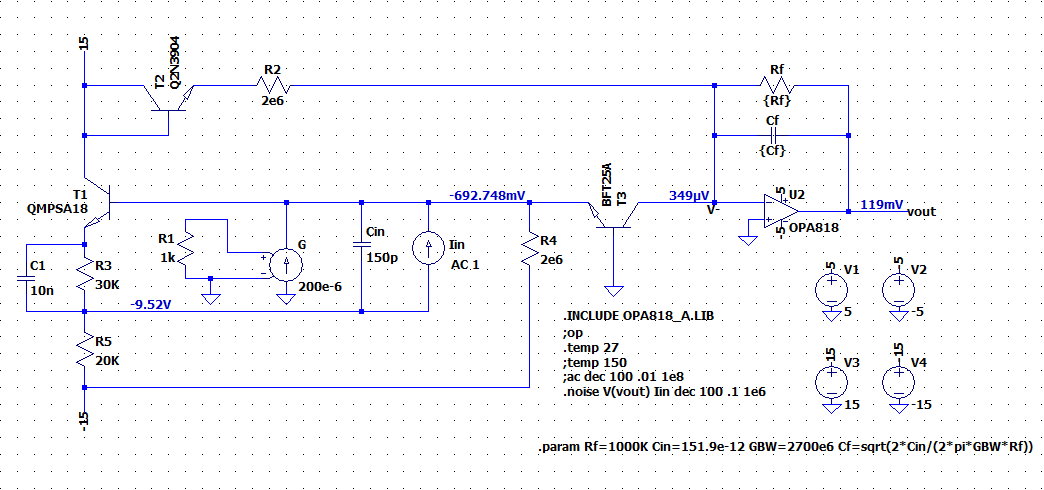 15
T2
Q2N3904
R2
2e6
Rf
{Rf}
Cf
{Cf}
T1
QMPSA18
-692.748mV
BFT25A
T3
349µV
V-
5
U2
OPA818
-5
119mV
vout
R1
1k
G
200e-6
Cin
150p
Iin
AC 1
R4
2e6
C1
10n
R3
30K
-9.52V
R5
20K
-15
5
V1
5
-5
V2
-5
15
V3
15
-15
V4
-15
.INCLUDE OPA818_A.LIB
;op
.temp 27
;temp 150
;ac dec 100 .01 1e8
.noise V(vout) Iin dec 100 .1 1e6
.param Rf=1000K Cin=151.9e-12 GBW=2700e6 Cf=sqrt(2*Cin/(2*pi*GBW*Rf))